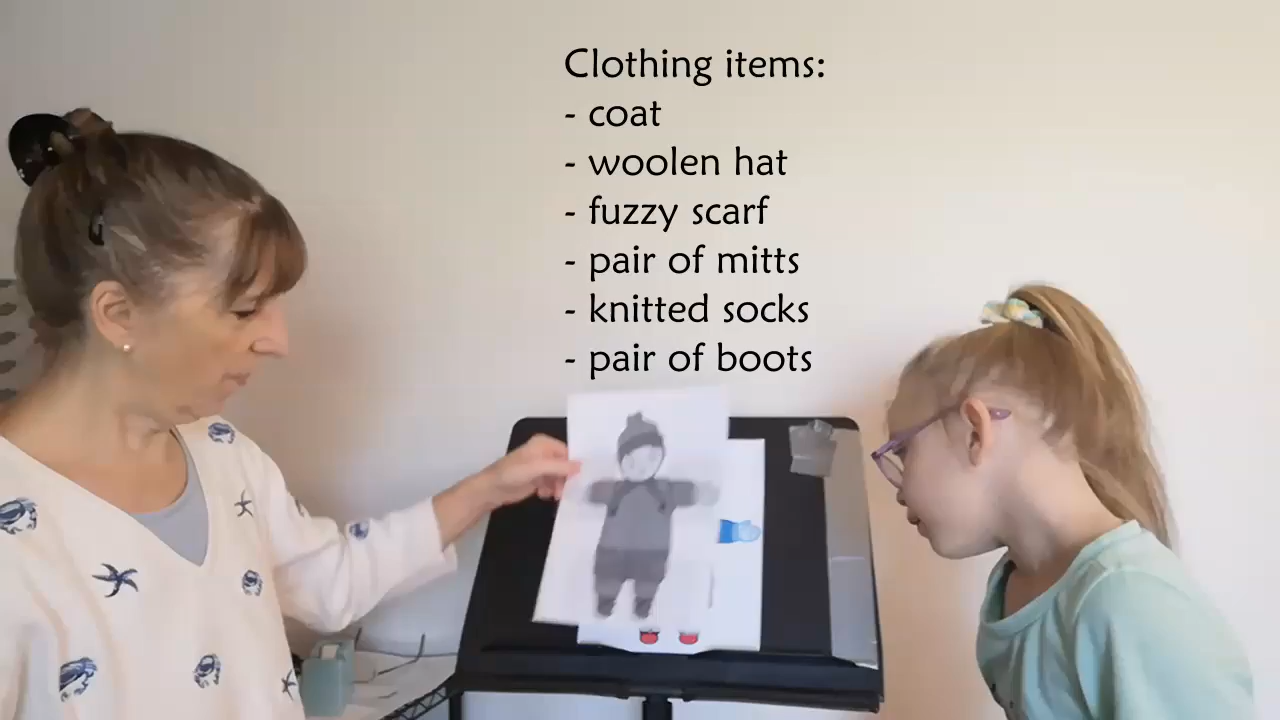 Clothing items:
- coat
- woolen hat
- fuzzy scarf
- pair of mitts
- knitted socks
- pair of boots